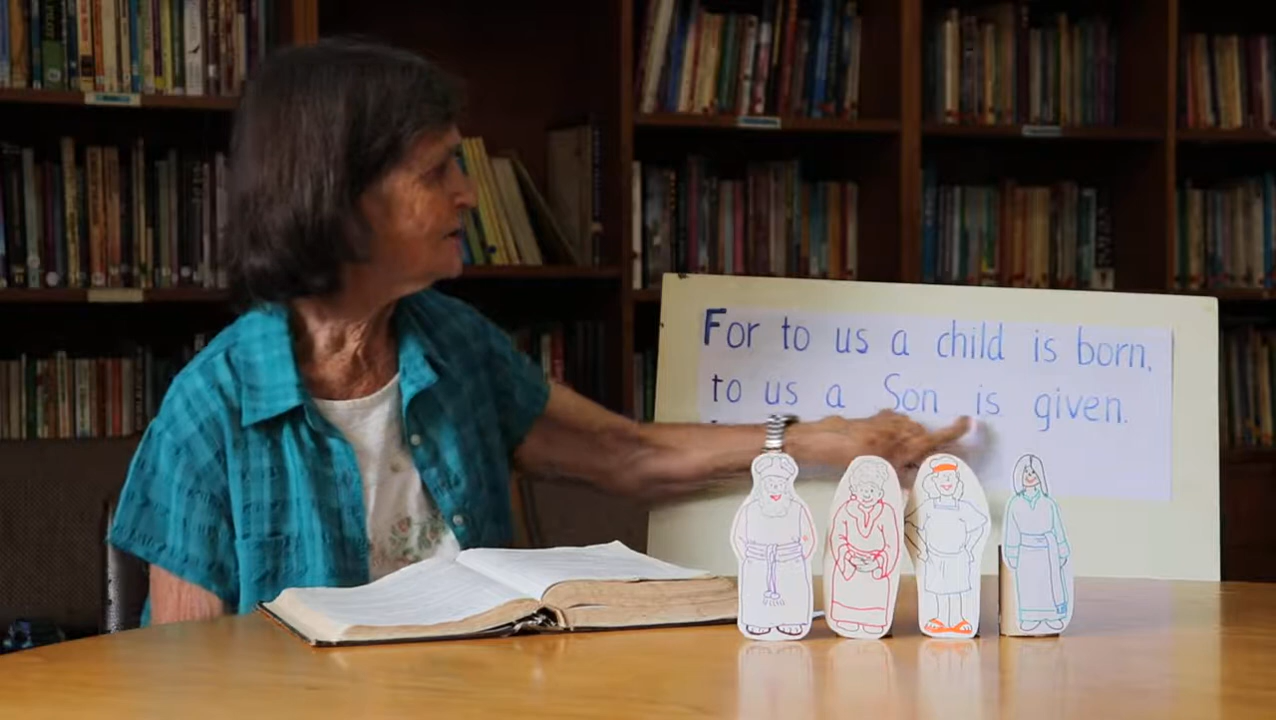 For to us a child is born,
to us a Son is given.